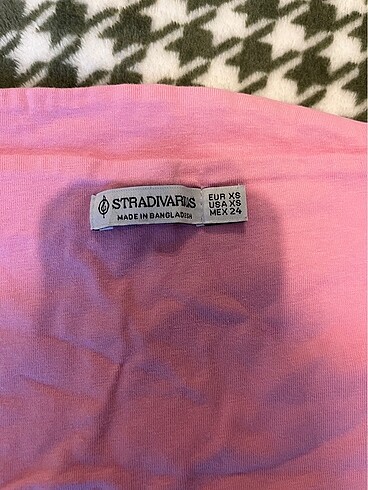 STRADIVARIUS
MADE IN BANGLADESH
EUR XS
USA XS
MEX 24